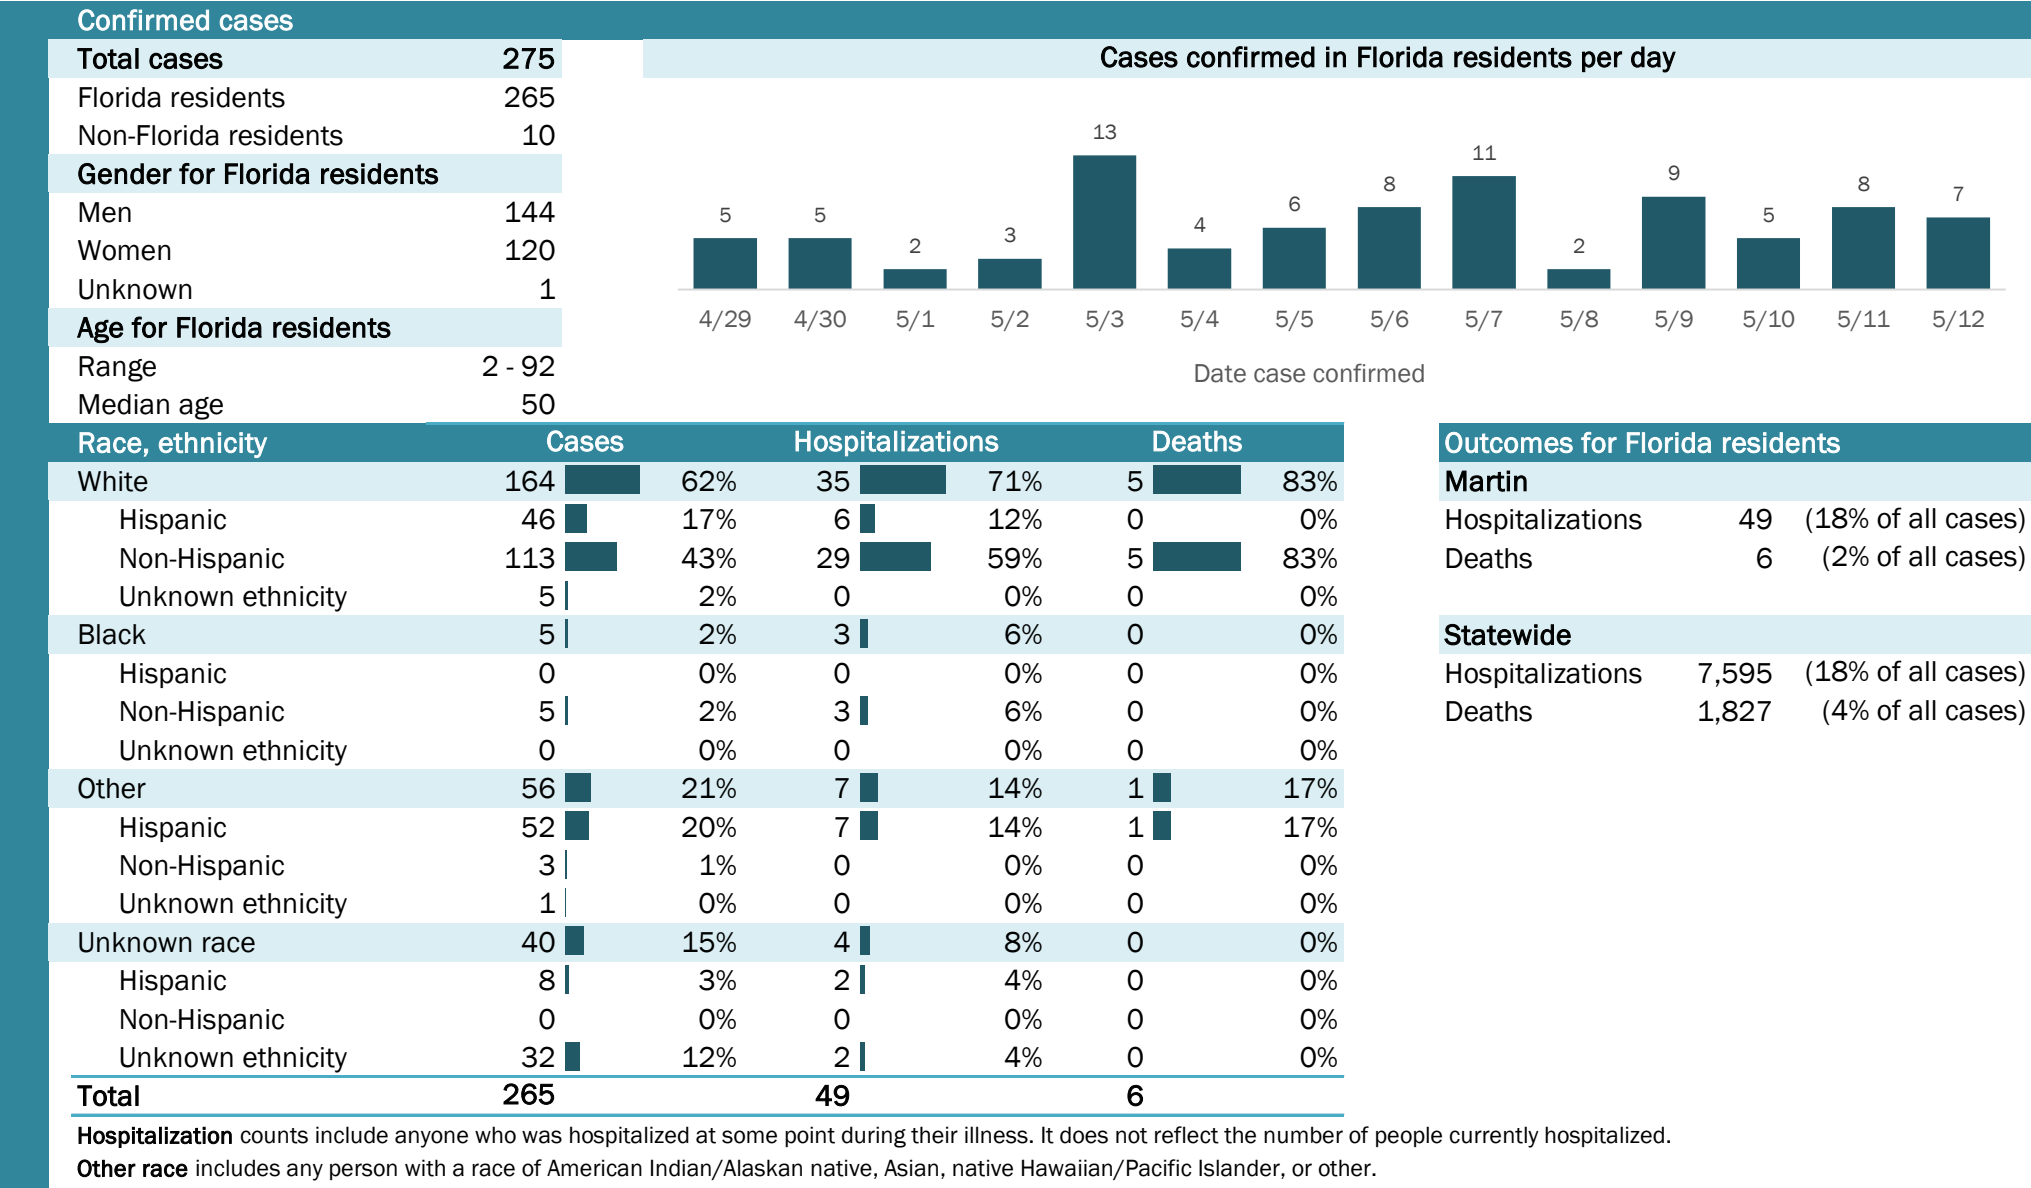 Confirmed cases
Total cases 275
Florida residents 265
Non-Florida residents 10
Gender for Florida residents
Men 144
Women 120
Unknown 1
Age for Florida residents
Range 2 - 92
Median age 50
Cases confirmed in Florida residents per day
5 5 2 3 13 4 6 8 11 2 9 5 8 7
4/29 4/30 5/1 5/2 5/3 5/4 5/5 5/6 5/7 5/8 5/9 5/10 5/11 5/12
Date case confirmed
Race, ethnicity Cases Hospitalizations Deaths
White 164 62% 35 71% 5 83%
Hispanic 46 17% 6 12% 0 0%
Non-Hispanic 113 43% 29 59% 5 83%
Unknown ethnicity 5 2% 0 0% 0 0%
Black 5 2% 3 6% 0 0%
Hispanic 0 0% 0 0% 0 0%
Non-Hispanic 5 2% 3 6% 0 0%
Unknown ethnicity 0 0% 0 0% 0 0%
Other 56 21% 7 14% 1 17%
Hispanic 52 20% 7 14% 1 17%
Non-Hispanic 3 1% 0 0% 0 0%
Unknown ethnicity 1 0% 0 0% 0 0%
Unknown race 40 15% 4 8% 0 0%
Hispanic 8 3% 2 4% 0 0%
Non-Hispanic 0 0% 0 0% 0 0%
Unknown ethnicity 32 12% 2 4% 0 0%
Total 265 49 6
Outcomes for Florida residents
Martin
Hospitalizations 49 (18% of all cases)
Deaths 6 (2% of all cases)
Statewide
Hospitalizations 7,595 (18% of all cases)
Deaths 1,827 (4% of all cases)
Hospitalization counts include anyone who was hospitalized at some point during their illness. It does not reflect the number of people currently hospitalized.
Other race includes any person with a race of American Indian/Alaskan native, Asian, native Hawaiian/Pacific Islander, or other.